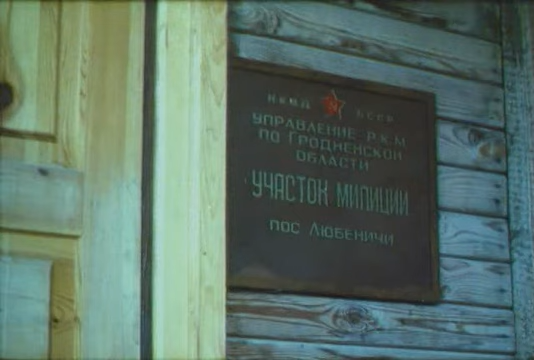 НКВД БССР
УПРАВЛЕНИЕ Р.К.М
ПО ГРОДНЕНСКОЙ
ОБЛАСТИ
УЧАСТОК МИЛИЦИИ
ПОС ЛЮБЕНИЧИ